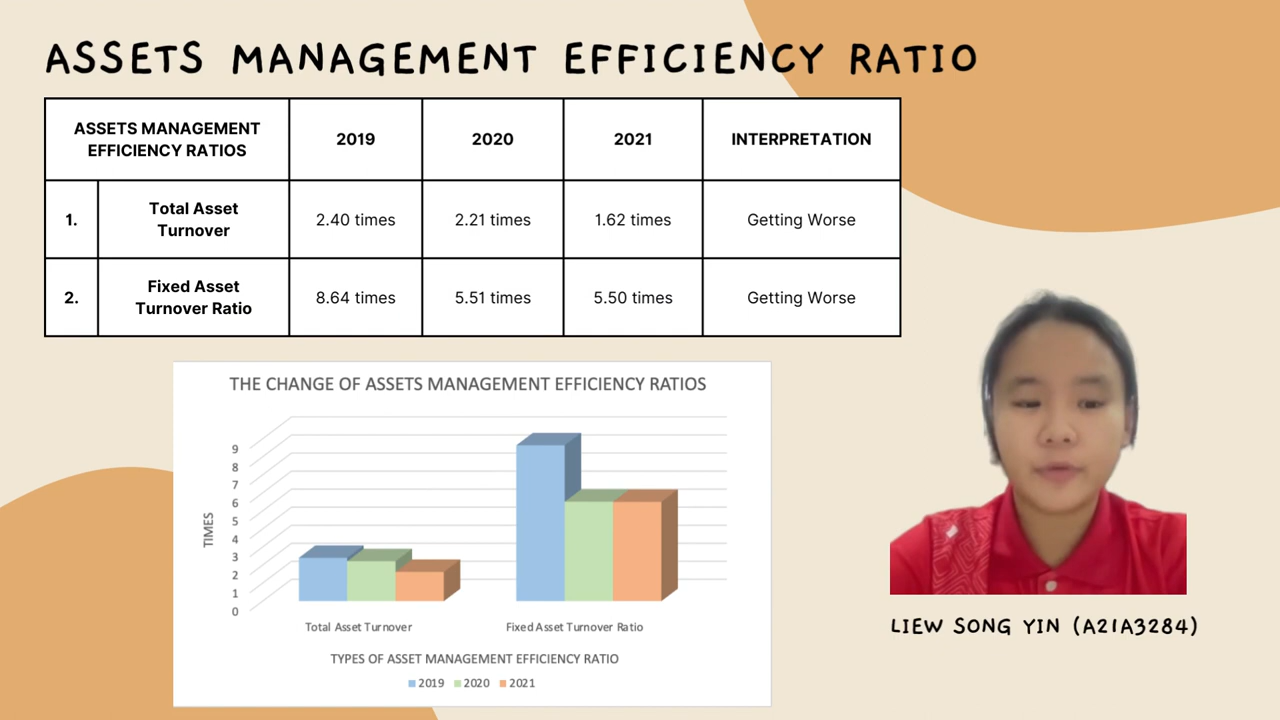 ASSETS MANAGEMENT EFFICIENCY RATIO
ASSETS MANAGEMENT
EFFICIENCY RATIOS
2019
2020
2021
INTERPRETATION
1.
Total Asset
Turnover
2.40 times
2.21 times
1.62 times
Getting Worse
2.
Fixed Asset
Turnover Ratio
8.64 times
5.51 times
5.50 times
Getting Worse
THE CHANGE OF ASSETS MANAGEMENT EFFICIENCY RATIOS
TIMES
9
8
7
6
5
4
3
2
1
0
Total Asset Turnover
Fixed Asset Turnover Ratio
TYPES OF ASSET MANAGEMENT EFFICIENCY RATIO
2019 2020 2021
LIEW SONG YIN (A21A3284)